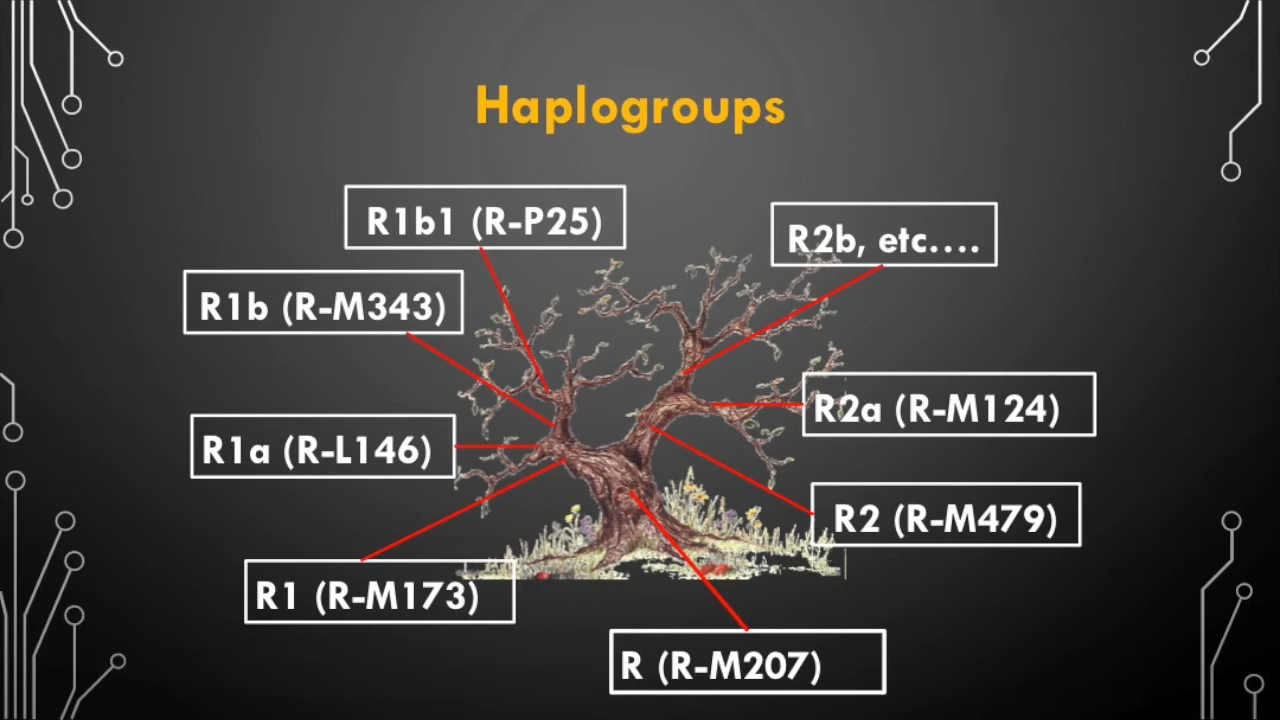 Haplogroups
R1b1 (R-P25)
R2b, etc....
R1b (R-M343)
R2a (R-M124)
R1a (R-L146)
R2 (R-M479)
R1 (R-M173)
R (R-M207)